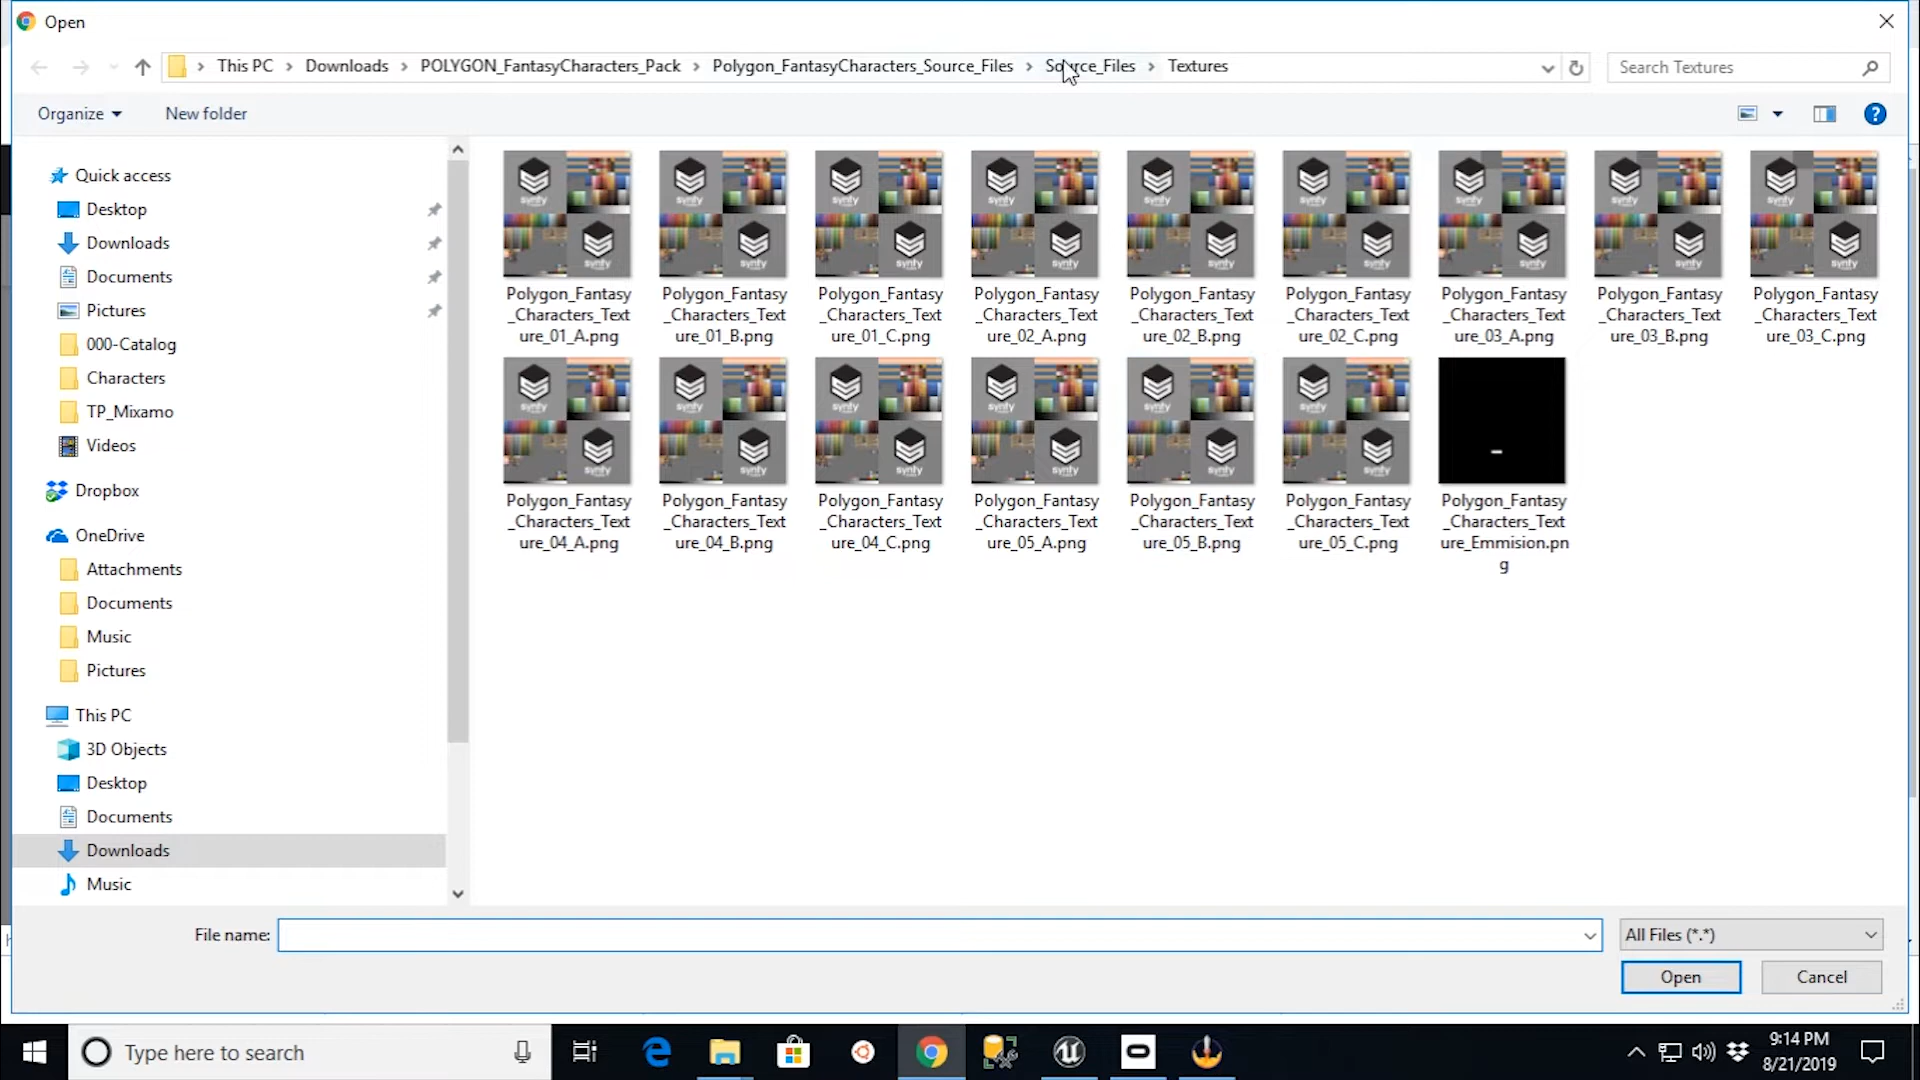 Open
This PC
Downloads
POLYGON_FantasyCharacters_Pack
Polygon_FantasyCharacters_Source_Files
Source_Files
Textures
Search Textures
Organize
New folder
Quick access
Desktop
Downloads
Documents
Pictures
000-Catalog
Characters
TP_Mixamo
Videos
Dropbox
OneDrive
Attachments
Documents
Music
Pictures
This PC
3D Objects
Desktop
Documents
Downloads
Music
Polygon_Fantasy
_Characters_Text
ure_01_A.png
Polygon_Fantasy
_Characters_Text
ure_01_B.png
Polygon_Fantasy
_Characters_Text
ure_01_C.png
Polygon_Fantasy
_Characters_Text
ure_02_A.png
Polygon_Fantasy
_Characters_Text
ure_02_B.png
Polygon_Fantasy
_Characters_Text
ure_02_C.png
Polygon_Fantasy
_Characters_Text
ure_03_A.png
Polygon_Fantasy
_Characters_Text
ure_03_B.png
Polygon_Fantasy
_Characters_Text
ure_03_C.png
Polygon_Fantasy
_Characters_Text
ure_04_A.png
Polygon_Fantasy
_Characters_Text
ure_04_B.png
Polygon_Fantasy
_Characters_Text
ure_04_C.png
Polygon_Fantasy
_Characters_Text
ure_05_A.png
Polygon_Fantasy
_Characters_Text
ure_05_B.png
Polygon_Fantasy
_Characters_Text
ure_05_C.png
Polygon_Fantasy
_Characters_Text
ure_Emmision.pn
g
File name:
All Files (*.*)
Open
Cancel
Type here to search
9:14 PM
8/21/2019